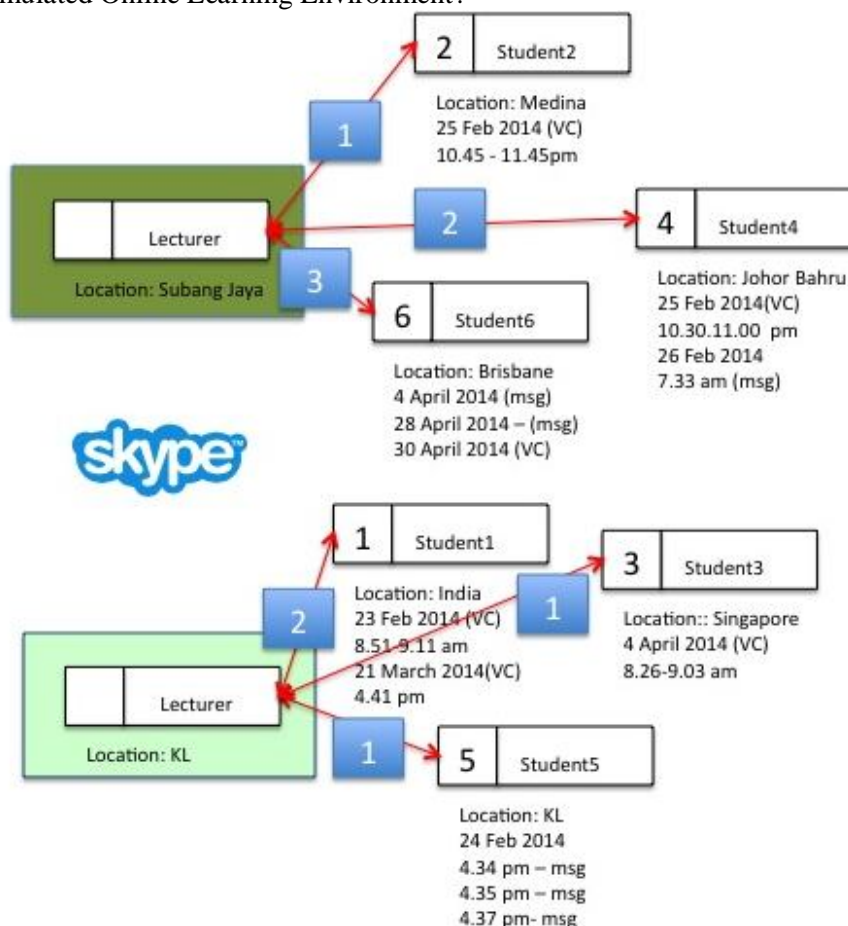 mulated Online Learning Environment?
2 Student2
Location: Medina
25 Feb 2014 (VC)
10.45 - 11.45pm
1
Lecturer
Location: Subang Jaya
2
4 Student4
Location: Johor Bahru
25 Feb 2014(VC)
10.30.11.00 pm
26 Feb 2014
7.33 am (msg)
3
6 Student6
Location: Brisbane
4 April 2014 (msg)
28 April 2014 – (msg)
30 April 2014 (VC)
skype™
1 Student1
Location: India
23 Feb 2014 (VC)
8.51-9.11 am
21 March 2014(VC)
4.41 pm
2
1
3 Student3
Location:: Singapore
4 April 2014 (VC)
8.26-9.03 am
Lecturer
Location: KL
1
5 Student5
Location: KL
24 Feb 2014
4.34 pm – msg
4.35 pm – msg
4.37 pm- msg